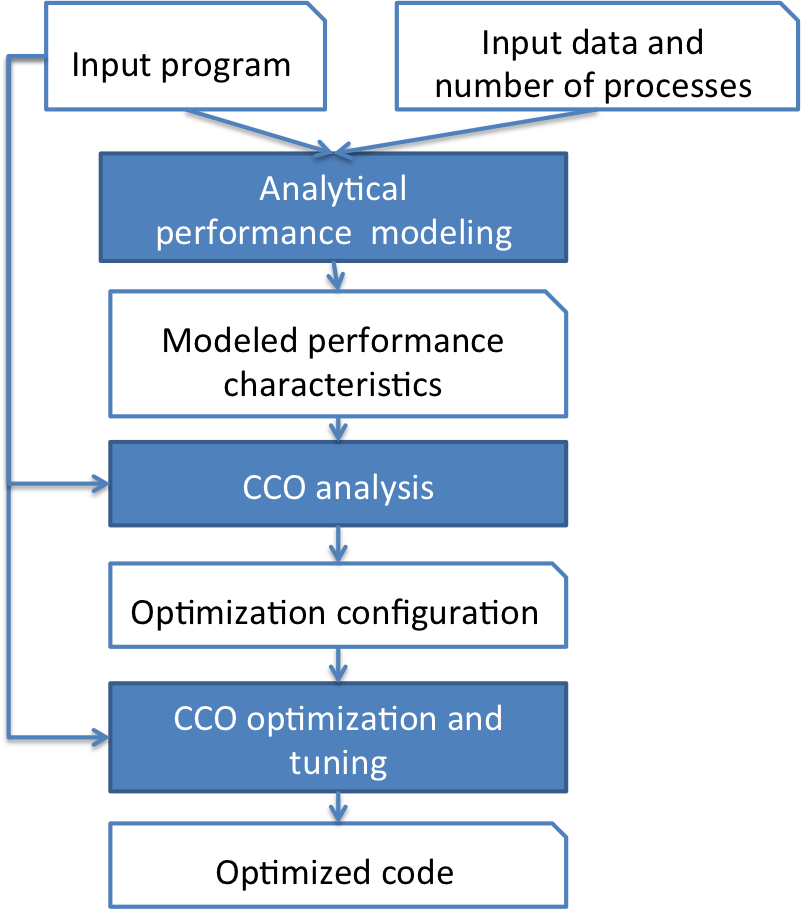 Input program
Input data and
number of processes
Analytical
performance modeling
Modeled performance
characteristics
CCO analysis
Optimization configuration
CCO optimization and
tuning
Optimized code